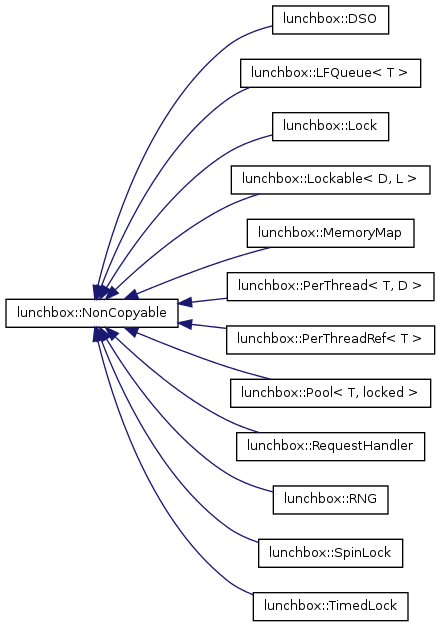 lunchbox::DSO
lunchbox::LFQueue< T >
lunchbox::Lock
lunchbox::Lockable< D, L >
lunchbox::MemoryMap
lunchbox::PerThread< T, D >
lunchbox::NonCopyable
lunchbox::PerThreadRef< T >
lunchbox::Pool< T, locked >
lunchbox::RequestHandler
lunchbox::RNG
lunchbox::SpinLock
lunchbox::TimedLock